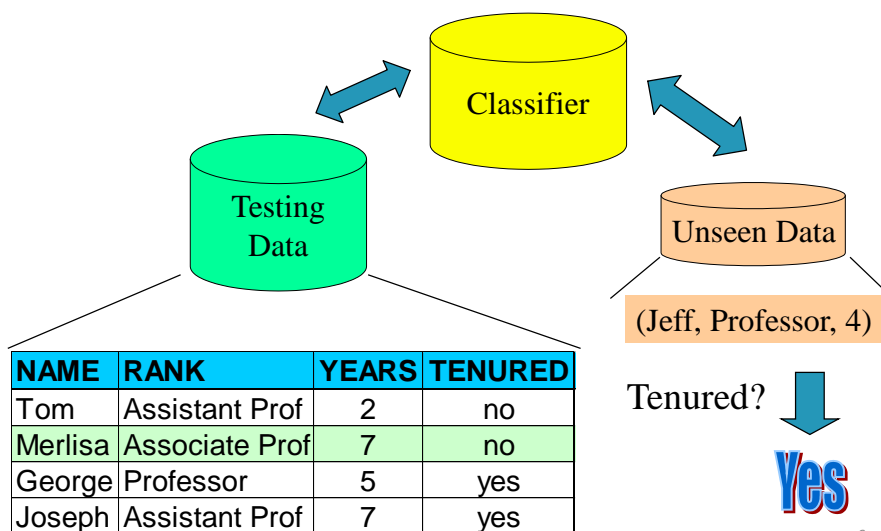 Classifier
Testing
Data
Unseen Data
(Jeff, Professor, 4)
NAME RANK YEARS TENURED
Tom Assistant Prof 2 no
Merlisa Associate Prof 7 no
George Professor 5 yes
Joseph Assistant Prof 7 yes
Tenured?
Yes